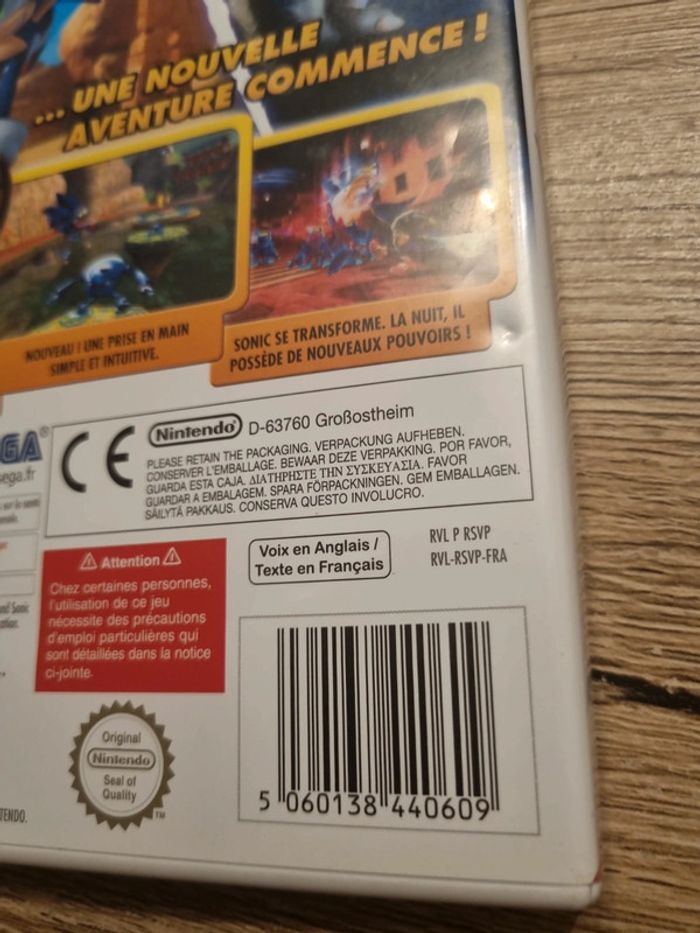 ... UNE NOUVELLE
AVENTURE COMMENCE !
NOUVEAU ! UNE PRISE EN MAIN
SIMPLE ET INTUITIVE.
SONIC SE TRANSFORME. LA NUIT, IL
POSSÈDE DE NOUVEAUX POUVOIRS !
GA®
sega.fr
CE
Nintendo® D-63760 Großostheim
PLEASE RETAIN THE PACKAGING. VERPACKUNG AUFHEBEN.
CONSERVER L'EMBALLAGE. BEWAAR DEZE VERPAKKING. POR FAVOR,
GUARDA ESTA CAJA. ΔΙΑΤΗΡΗΣΤΕ ΤΗΝ ΣΥΣΚΕΥΑΣΙΑ. FAVOR
GUARDAR A EMBALAGEM. SPARA FÖRPACKNINGEN. GEM EMBALLAGEN.
SÄILYTÄ PAKKAUS. CONSERVA QUESTO INVOLUCRO.
Attention
Chez certaines personnes,
l'utilisation de ce jeu
nécessite des précautions
d'emploi particulières qui
sont détaillées dans la notice
ci-jointe.
Voix en Anglais /
Texte en Français
RVL P RSVP
RVL-RSVP-FRA
Original
Nintendo
Seal of
Quality
TM
TENDO.
5 060138 440609